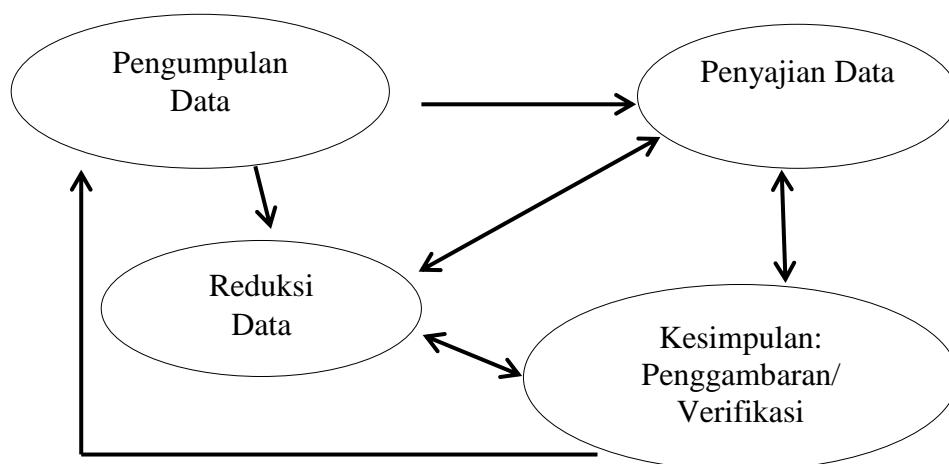 Pengumpulan
Data
Penyajian Data
Reduksi
Data
Kesimpulan:
Penggambaran/
Verifikasi